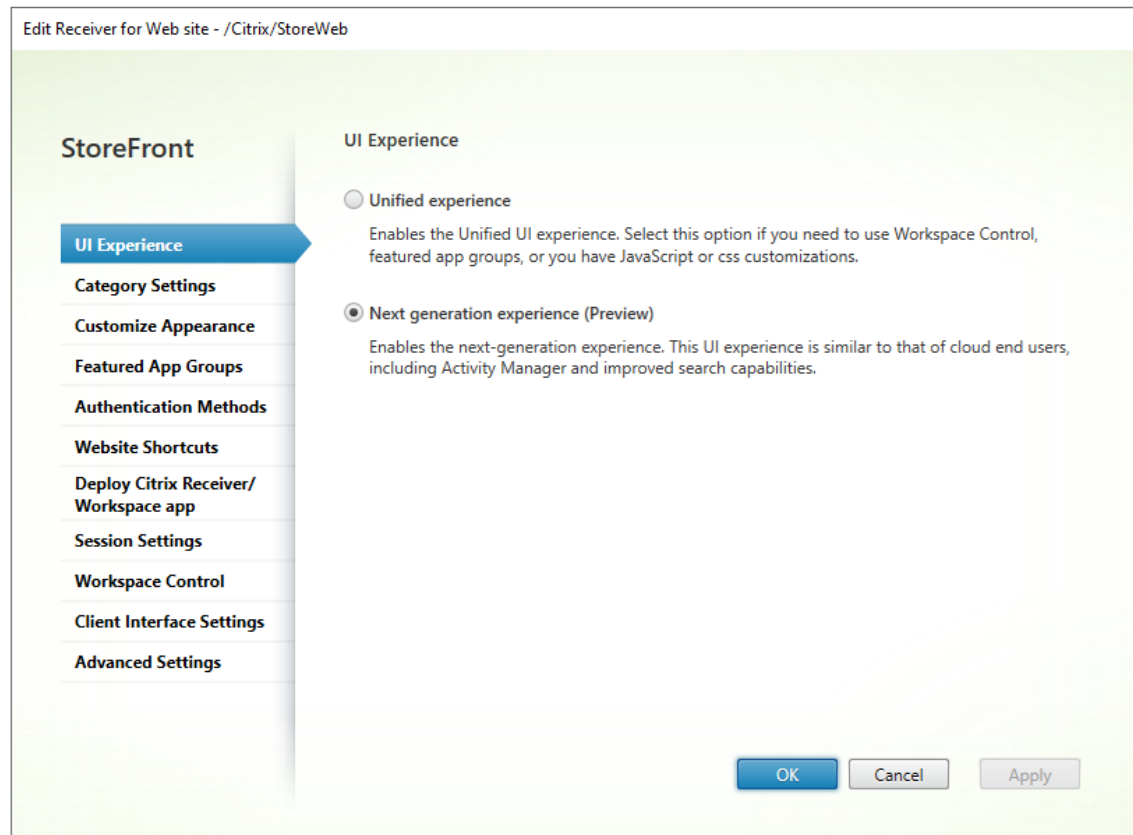 Edit Receiver for Web site - /Citrix/StoreWeb
StoreFront
UI Experience
Category Settings
Customize Appearance
Featured App Groups
Authentication Methods
Website Shortcuts
Deploy Citrix Receiver/
Workspace app
Session Settings
Workspace Control
Client Interface Settings
Advanced Settings
UI Experience
Unified experience
Enables the Unified UI experience. Select this option if you need to use Workspace Control,
featured app groups, or you have JavaScript or css customizations.
Next generation experience (Preview)
Enables the next-generation experience. This UI experience is similar to that of cloud end users,
including Activity Manager and improved search capabilities.
OK
Cancel
Apply